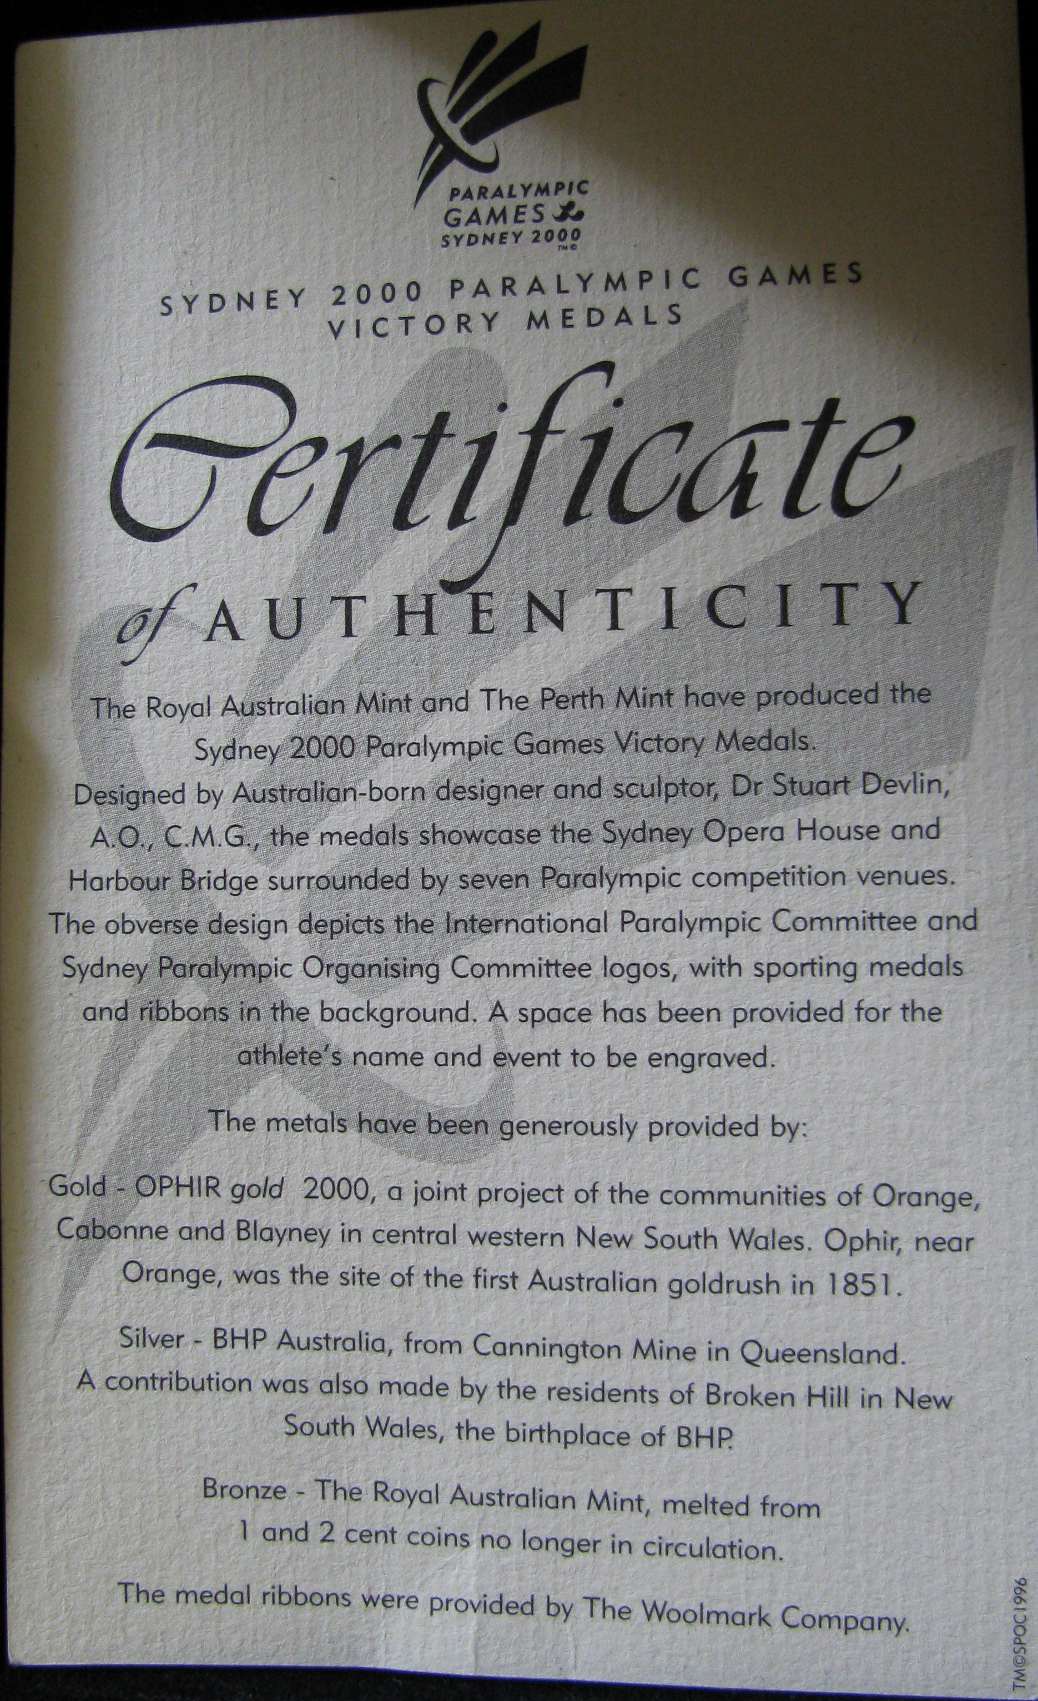 PARALYMPIC
GAMES
SYDNEY 2000
TM©
SYDNEY 2000 PARALYMPIC GAMES
VICTORY MEDALS
Certificate
of AUTHENTICITY
The Royal Australian Mint and The Perth Mint have produced the
Sydney 2000 Paralympic Games Victory Medals.
Designed by Australian-born designer and sculptor, Dr Stuart Devlin,
A.O., C.M.G., the medals showcase the Sydney Opera House and
Harbour Bridge surrounded by seven Paralympic competition venues.
The obverse design depicts the International Paralympic Committee and
Sydney Paralympic Organising Committee logos, with sporting medals
and ribbons in the background. A space has been provided for the
athlete's name and event to be engraved.
The metals have been generously provided by:
Gold - OPHIR gold 2000, a joint project of the communities of Orange,
Cabonne and Blayney in central western New South Wales. Ophir, near
Orange, was the site of the first Australian goldrush in 1851.
Silver - BHP Australia, from Cannington Mine in Queensland.
A contribution was also made by the residents of Broken Hill in New
South Wales, the birthplace of BHP.
Bronze - The Royal Australian Mint, melted from
1 and 2 cent coins no longer in circulation.
The medal ribbons were provided by The Woolmark Company.
TM©SPOC1996